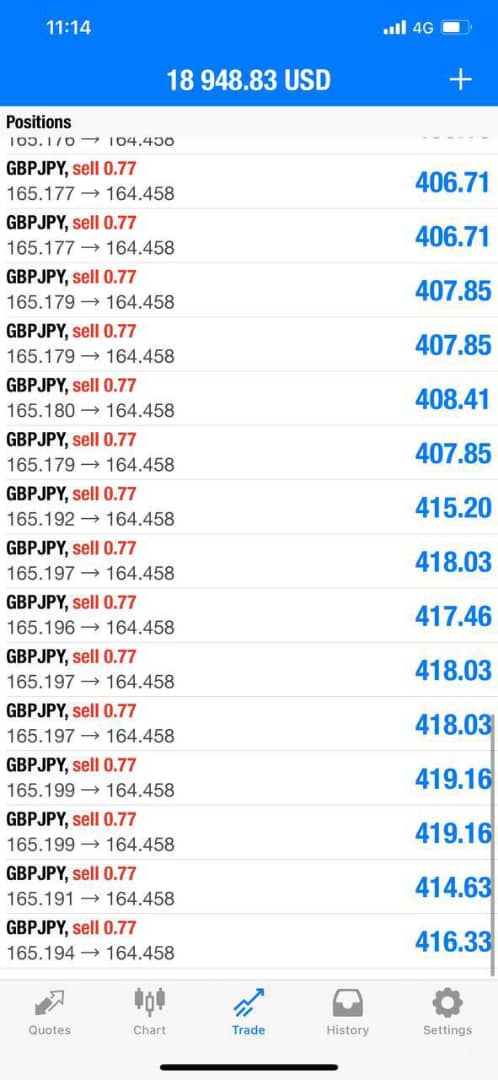 11:14
4G
18 948.83 USD
+
Positions
165.176 → 164.458
GBPJPY, sell 0.77
406.71
165.177 → 164.458
GBPJPY, sell 0.77
406.71
165.177 → 164.458
GBPJPY, sell 0.77
407.85
165.179 → 164.458
GBPJPY, sell 0.77
407.85
165.179 → 164.458
GBPJPY, sell 0.77
408.41
165.180 → 164.458
GBPJPY, sell 0.77
407.85
165.179 → 164.458
GBPJPY, sell 0.77
415.20
165.192 → 164.458
GBPJPY, sell 0.77
418.03
165.197 → 164.458
GBPJPY, sell 0.77
417.46
165.196 → 164.458
GBPJPY, sell 0.77
418.03
165.197 → 164.458
GBPJPY, sell 0.77
418.03
165.197 → 164.458
GBPJPY, sell 0.77
419.16
165.199 → 164.458
GBPJPY, sell 0.77
419.16
165.199 → 164.458
GBPJPY, sell 0.77
414.63
165.191 → 164.458
GBPJPY, sell 0.77
416.33
165.194 → 164.458
Quotes
Chart
Trade
History
Settings